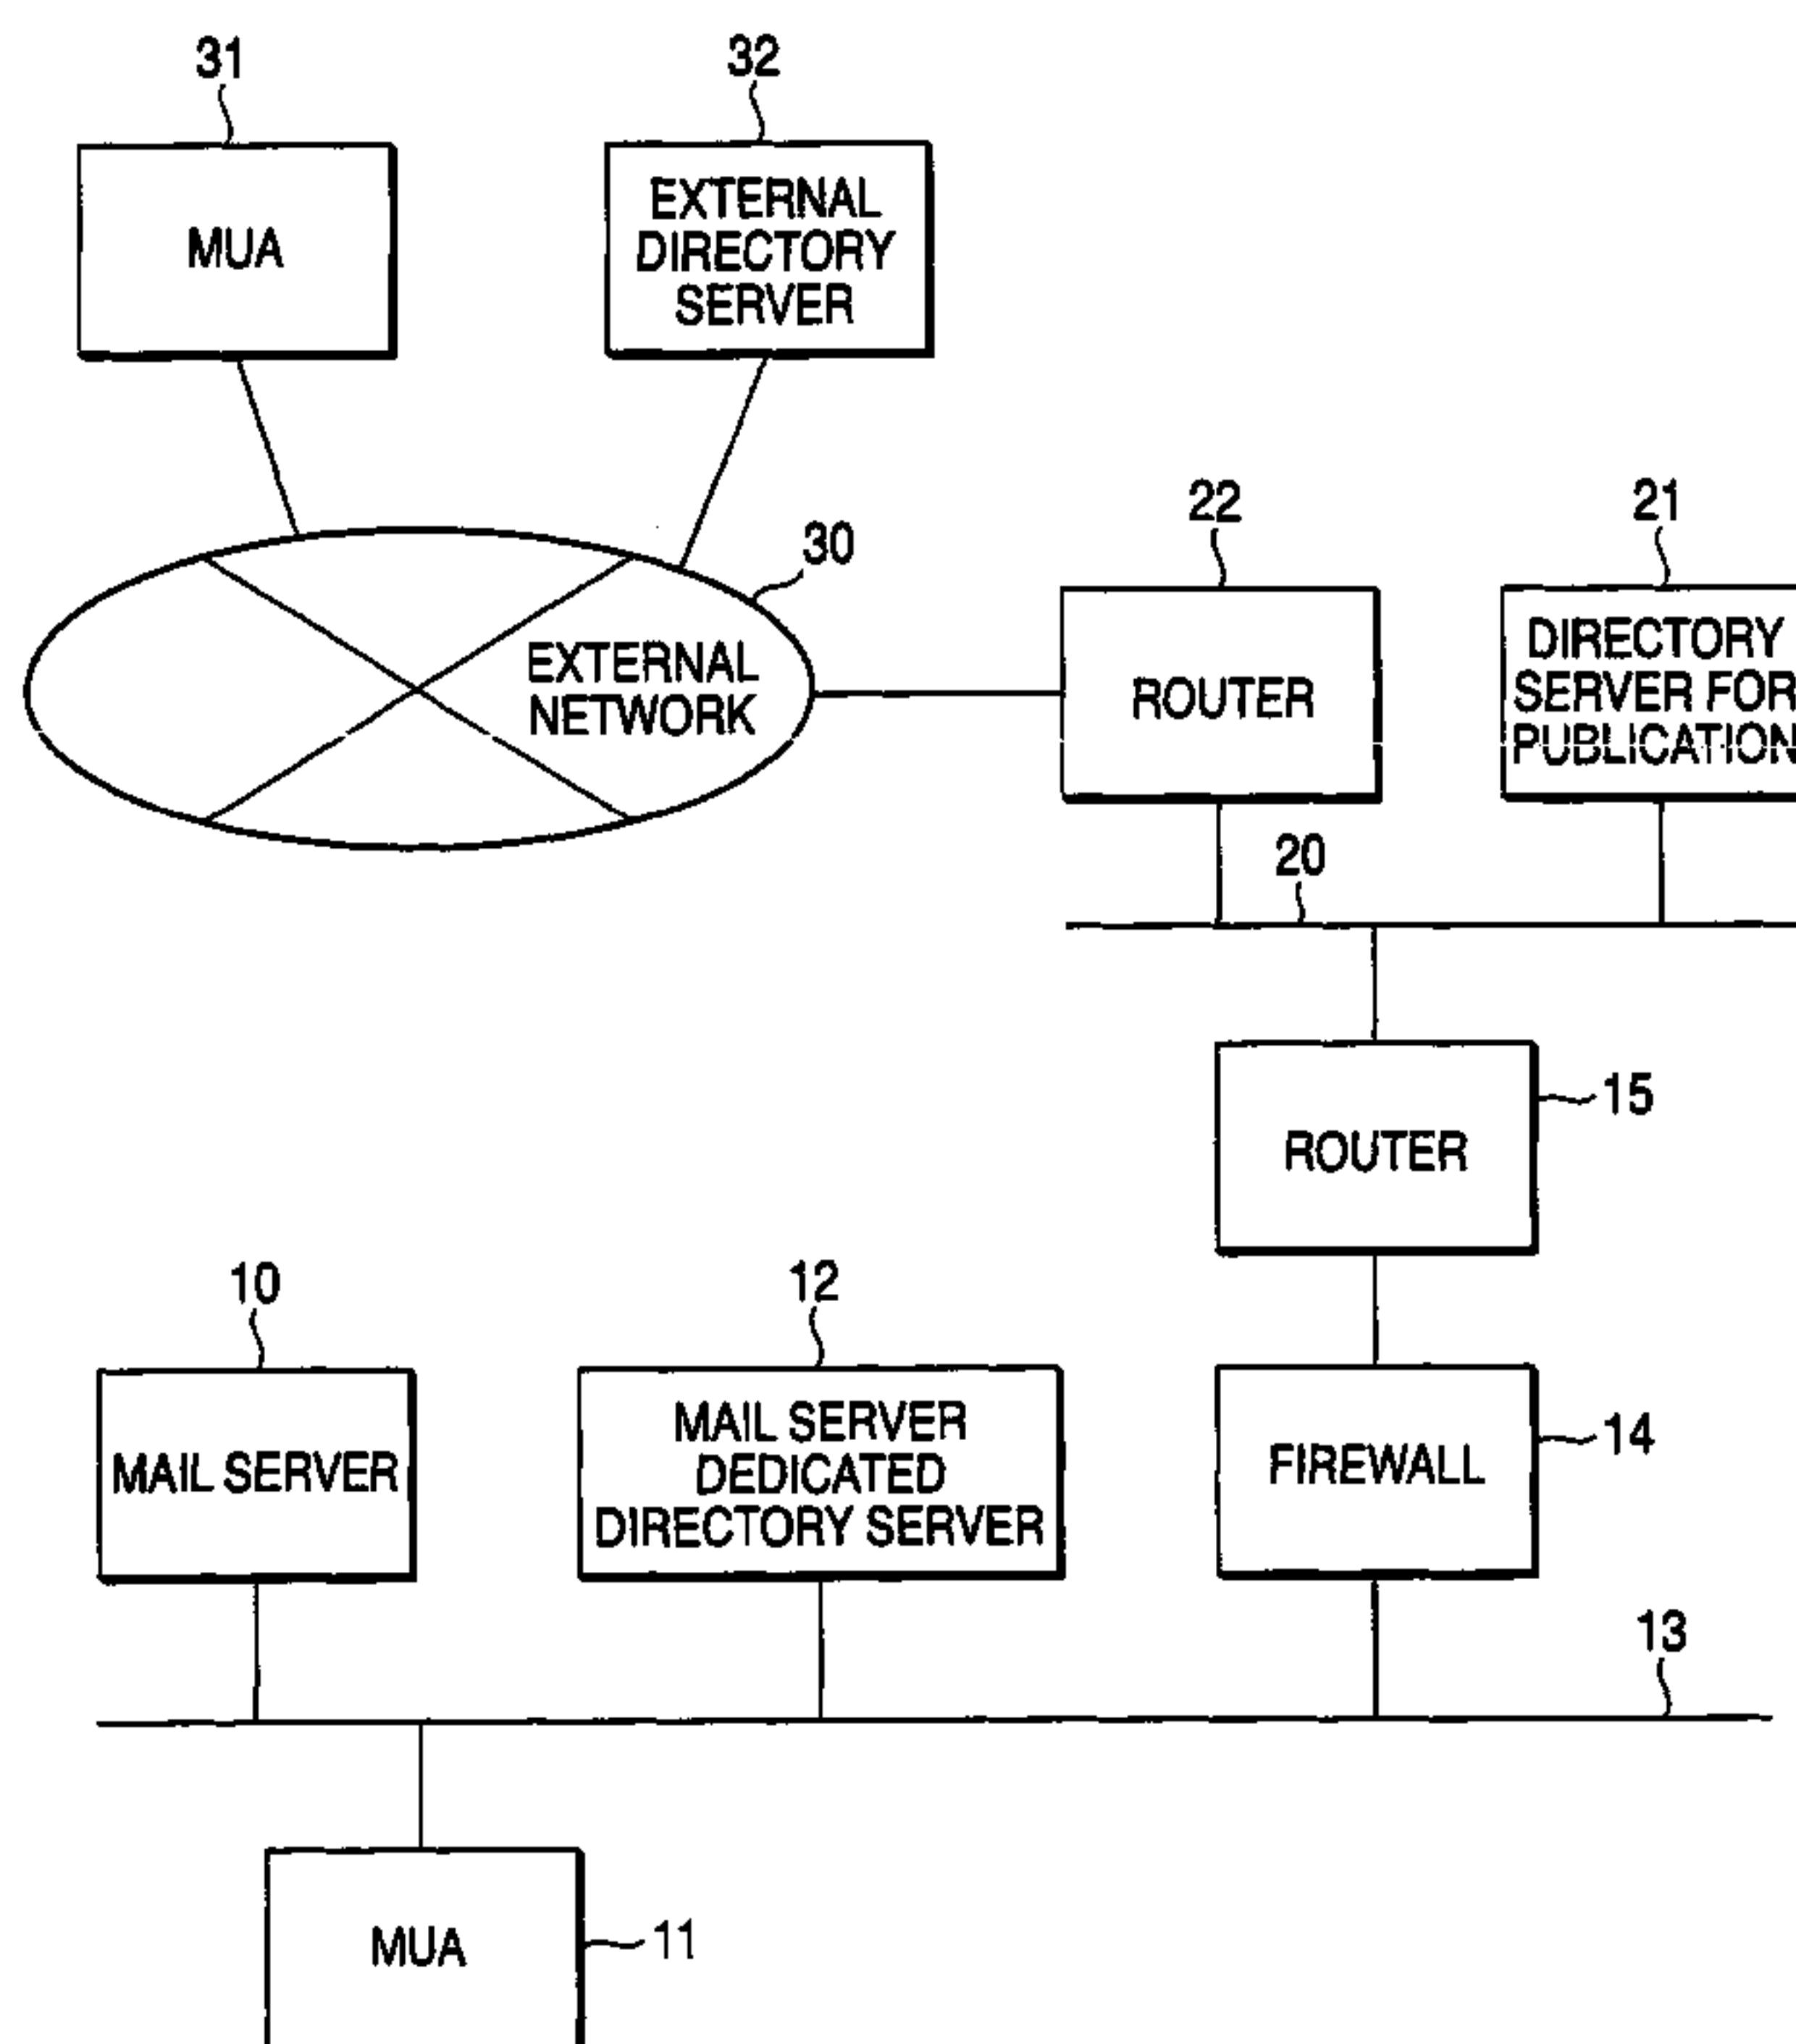 31
32
MUA
EXTERNAL
DIRECTORY
SERVER
30
22
21
EXTERNAL
NETWORK
ROUTER
DIRECTORY
SERVER FOR
PUBLICATION
20
ROUTER
15
10
12
MAIL SERVER
MAIL SERVER
DEDICATED
DIRECTORY SERVER
FIREWALL
14
13
MUA
11